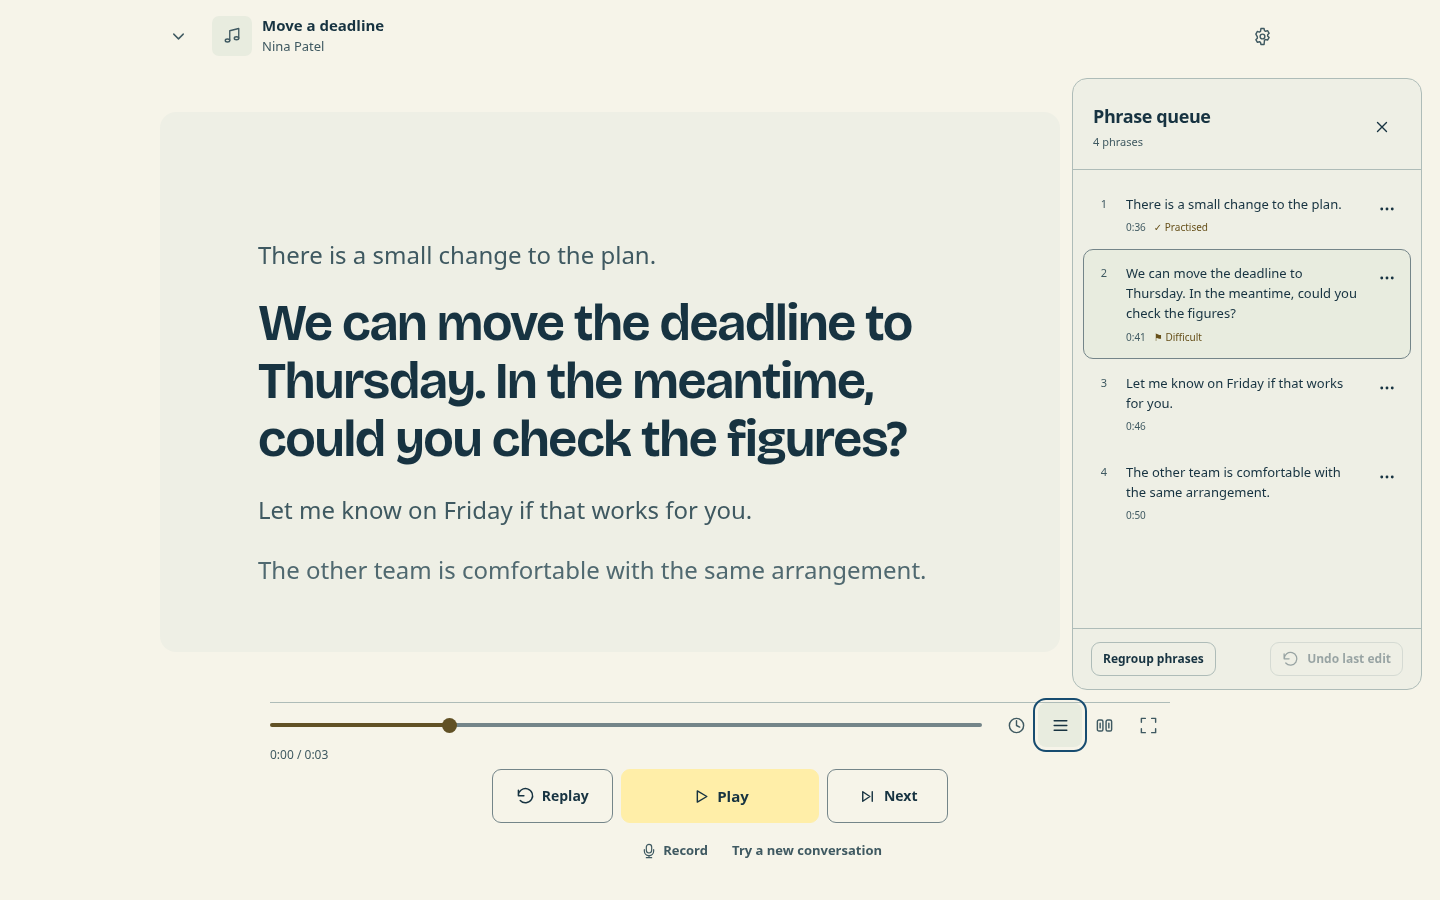 Move a deadline
Nina Patel
There is a small change to the plan.
We can move the deadline to
Thursday. In the meantime,
could you check the figures?
Let me know on Friday if that works for you.
The other team is comfortable with the same arrangement.
Phrase queue
4 phrases
1 There is a small change to the plan.
0:36 ✓ Practised
2 We can move the deadline to
Thursday. In the meantime, could you
check the figures?
0:41 ⚑ Difficult
3 Let me know on Friday if that works
for you.
0:46
4 The other team is comfortable with
the same arrangement.
0:50
Regroup phrases Undo last edit
0:00 / 0:03
Replay Play Next
Record Try a new conversation